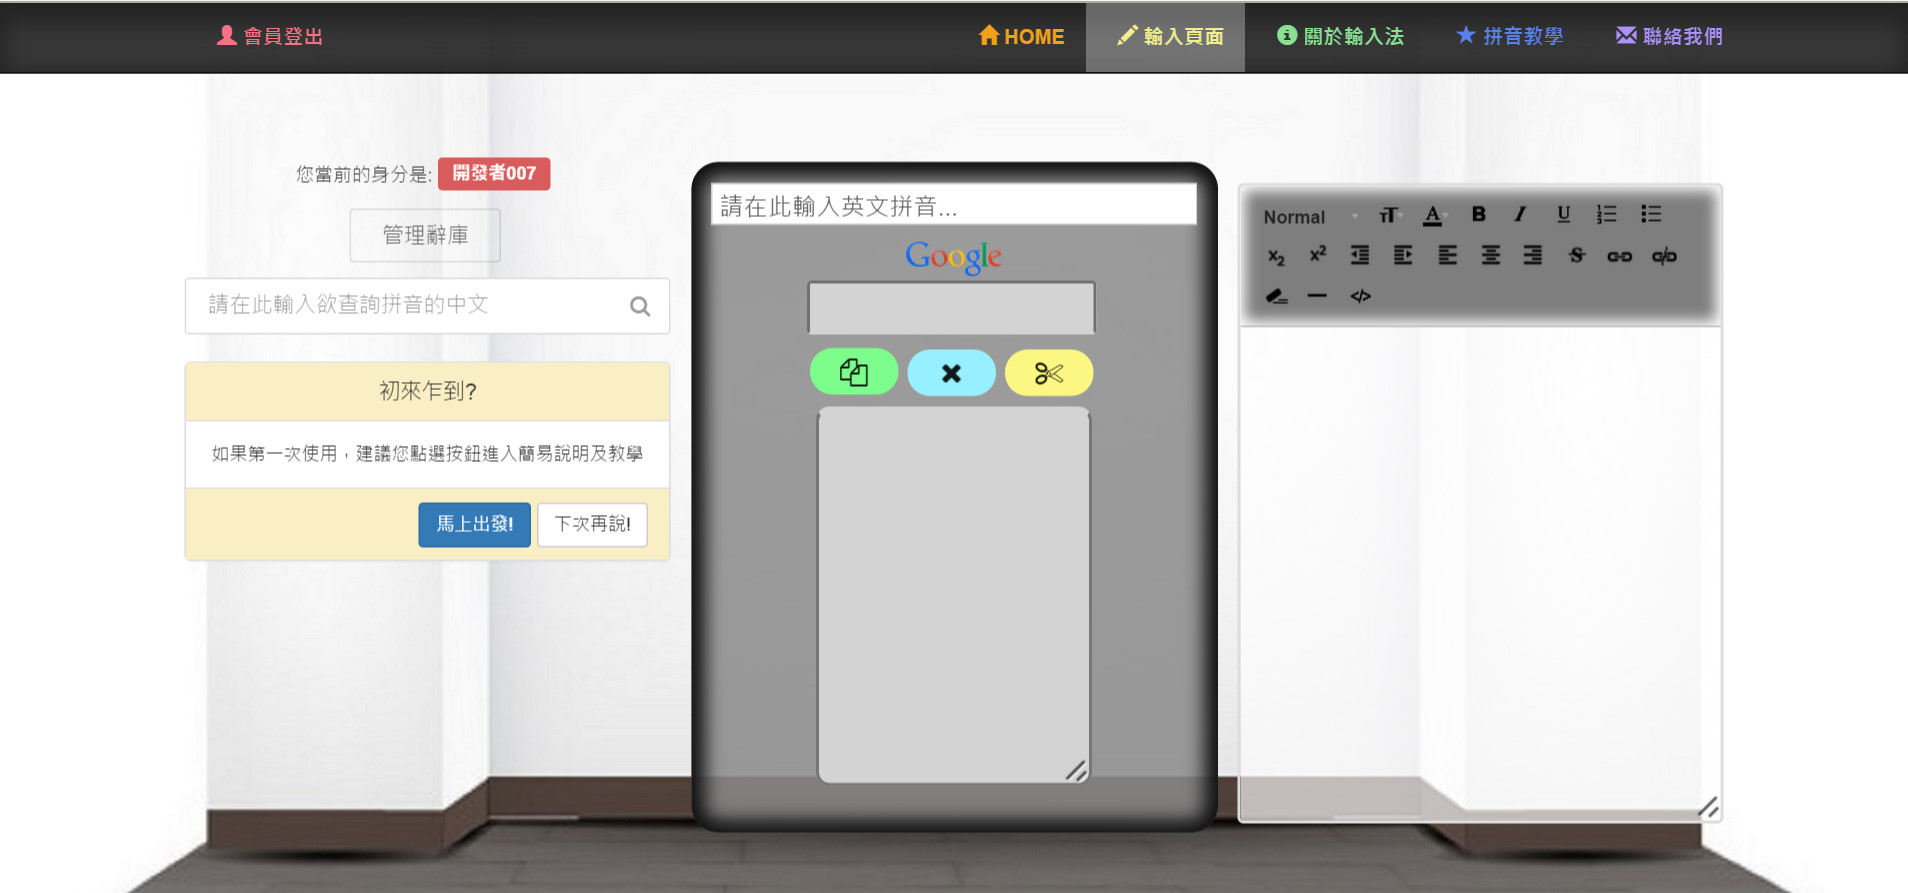 會員登出
HOME
輸入頁面
關於輸入法
拼音教學
聯絡我們
您當前的身分是: 開發者007
管理辭庫
請在此輸入欲查詢拼音的中文
初來乍到?
如果第一次使用，建議您點選按鈕進入簡易說明及教學
馬上出發! 下次再說!
請在此輸入英文拼音...
Google
Normal